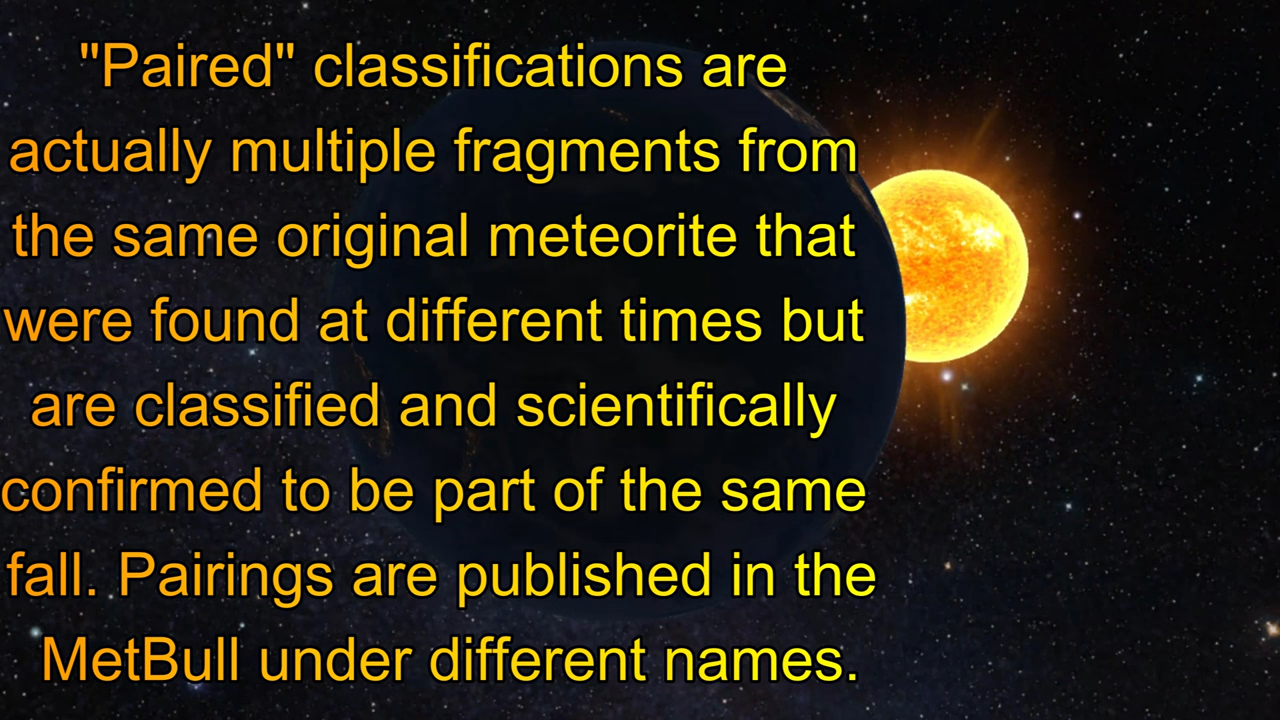 "Paired" classifications are
actually multiple fragments from
the same original meteorite that
were found at different times but
are classified and scientifically
confirmed to be part of the same
fall. Pairings are published in the
MetBull under different names.